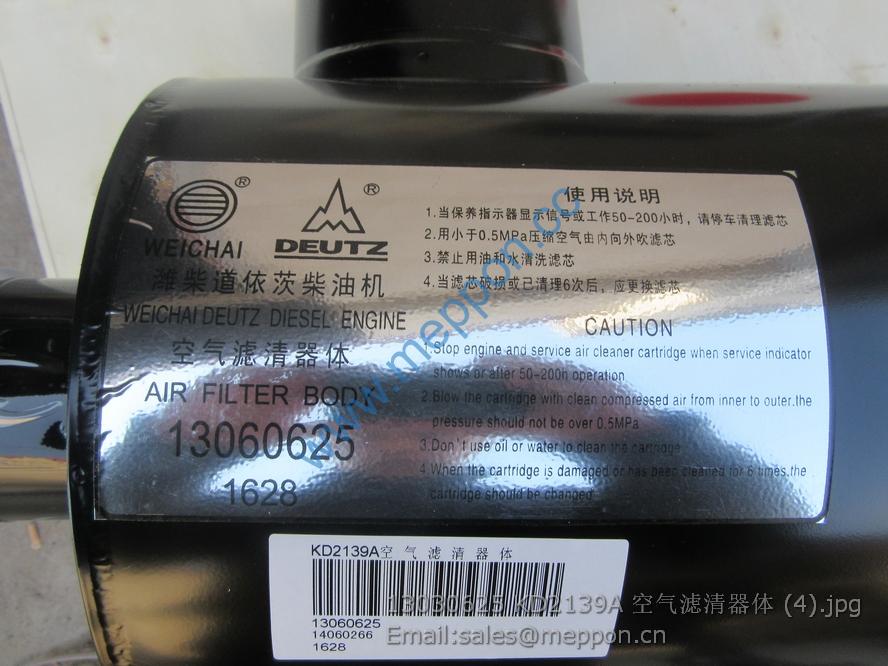 WEICHAI
DEUTZ
潍柴道依茨柴油机
WEICHAI DEUTZ DIESEL ENGINE
空气滤清器体
AIR FILTER BODY
13060625
1628
使用说明
1.当保养指示器显示信号或工作50-200小时，请停车清理滤芯
2.用小于0.5MPa压缩空气由内向外吹滤芯
3.禁止用油和水清洗滤芯
4.当滤芯破损或已清理6次后，应更换滤芯
CAUTION
1.Stop engine and service air cleaner cartridge when service indicator
shows or after 50-200h operation
2.Blow the cartridge with clean compressed air from inner to outer.the
pressure should not be over 0.5MPa
3.Don't use oil or water to clean the cartridge
4.When the cartridge is damaged or has been cleaned for 6 times,the
cartridge should be changed
www.meppon.cc
KD2139A空气滤清器体
13060625
14060266
1628
13030625 KD2139A 空气滤清器体 (4).jpg
Email:sales@meppon.cn